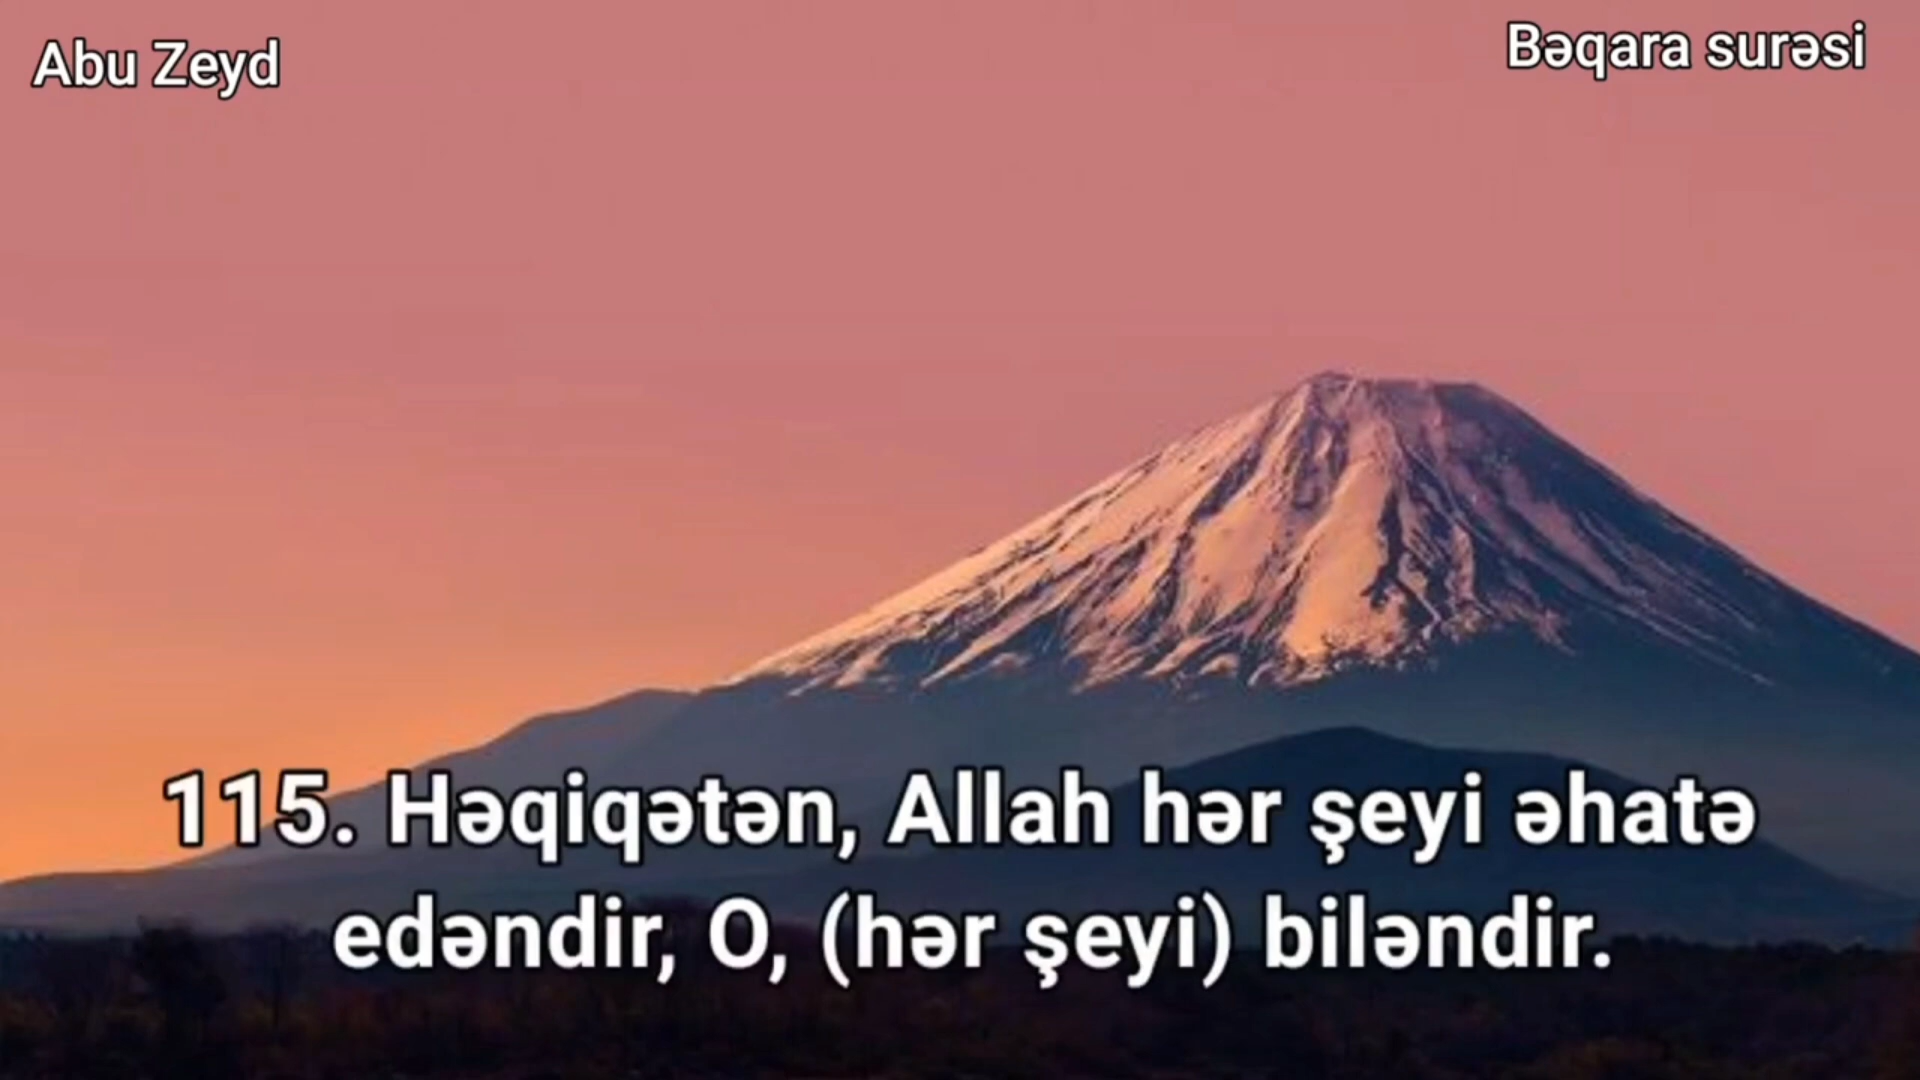 Abu Zeyd
Bəqara surəsi
115. Həqiqətən, Allah hər şeyi əhatə
edəndir, O, (hər şeyi) biləndir.